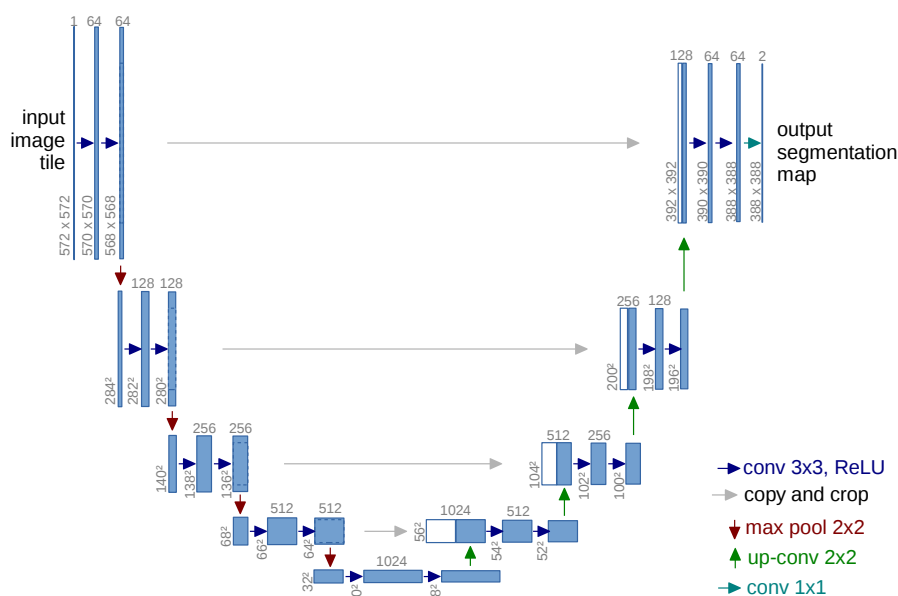 1 64 64
input
image
tile
572 x 572
570 x 570
568 x 568
128 64 64 2
output
segmentation
map
392 x 392
390 x 390
388 x 388
388 x 388
128 128
284²
282²
280²
256 128
200²
198²
196²
256 256
140²
138²
136²
512 256
104²
102²
100²
512 512
68²
66²
64²
1024 512
56²
54²
52²
1024
32²
0²
8²
conv 3x3, ReLU
copy and crop
max pool 2x2
up-conv 2x2
conv 1x1